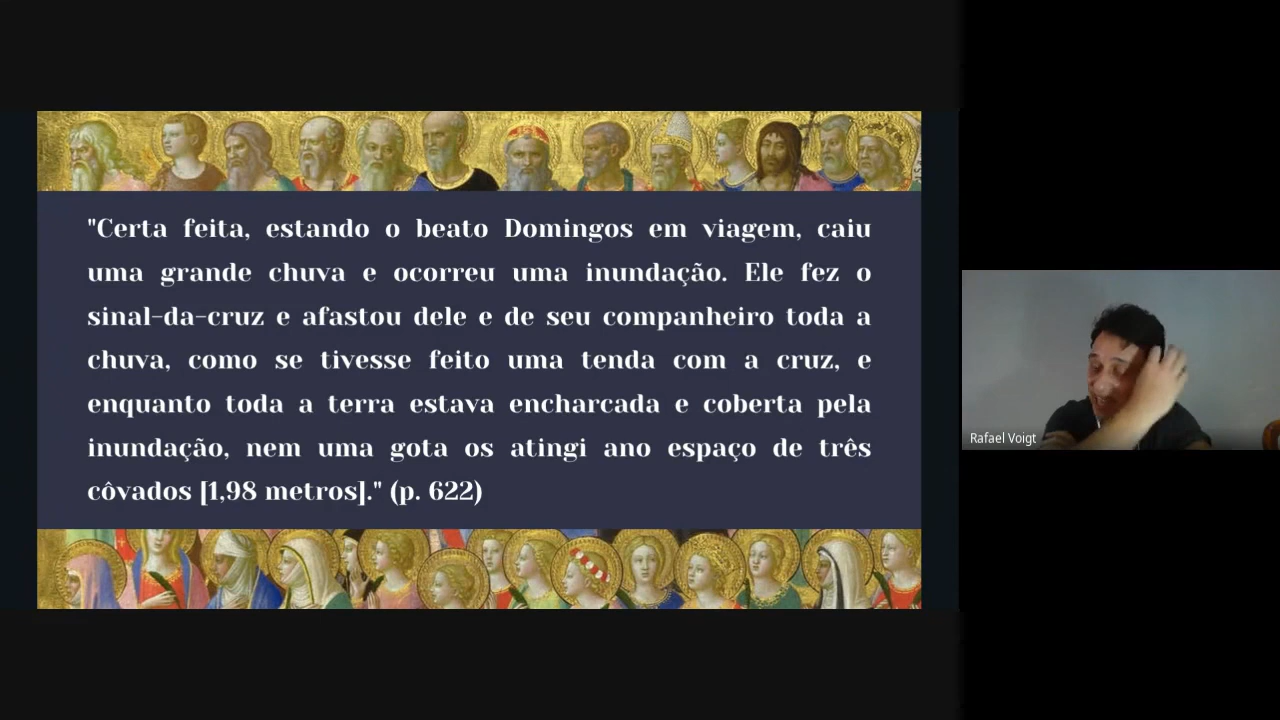 "Certa feita, estando o beato Domingos em viagem, caiu
uma grande chuva e ocorreu uma inundação. Ele fez o
sinal-da-cruz e afastou dele e de seu companheiro toda a
chuva, como se tivesse feito uma tenda com a cruz, e
enquanto toda a terra estava encharcada e coberta pela
inundação, nem uma gota os atingi ano espaço de três
côvados [1,98 metros]." (p. 622)
Rafael Voigt